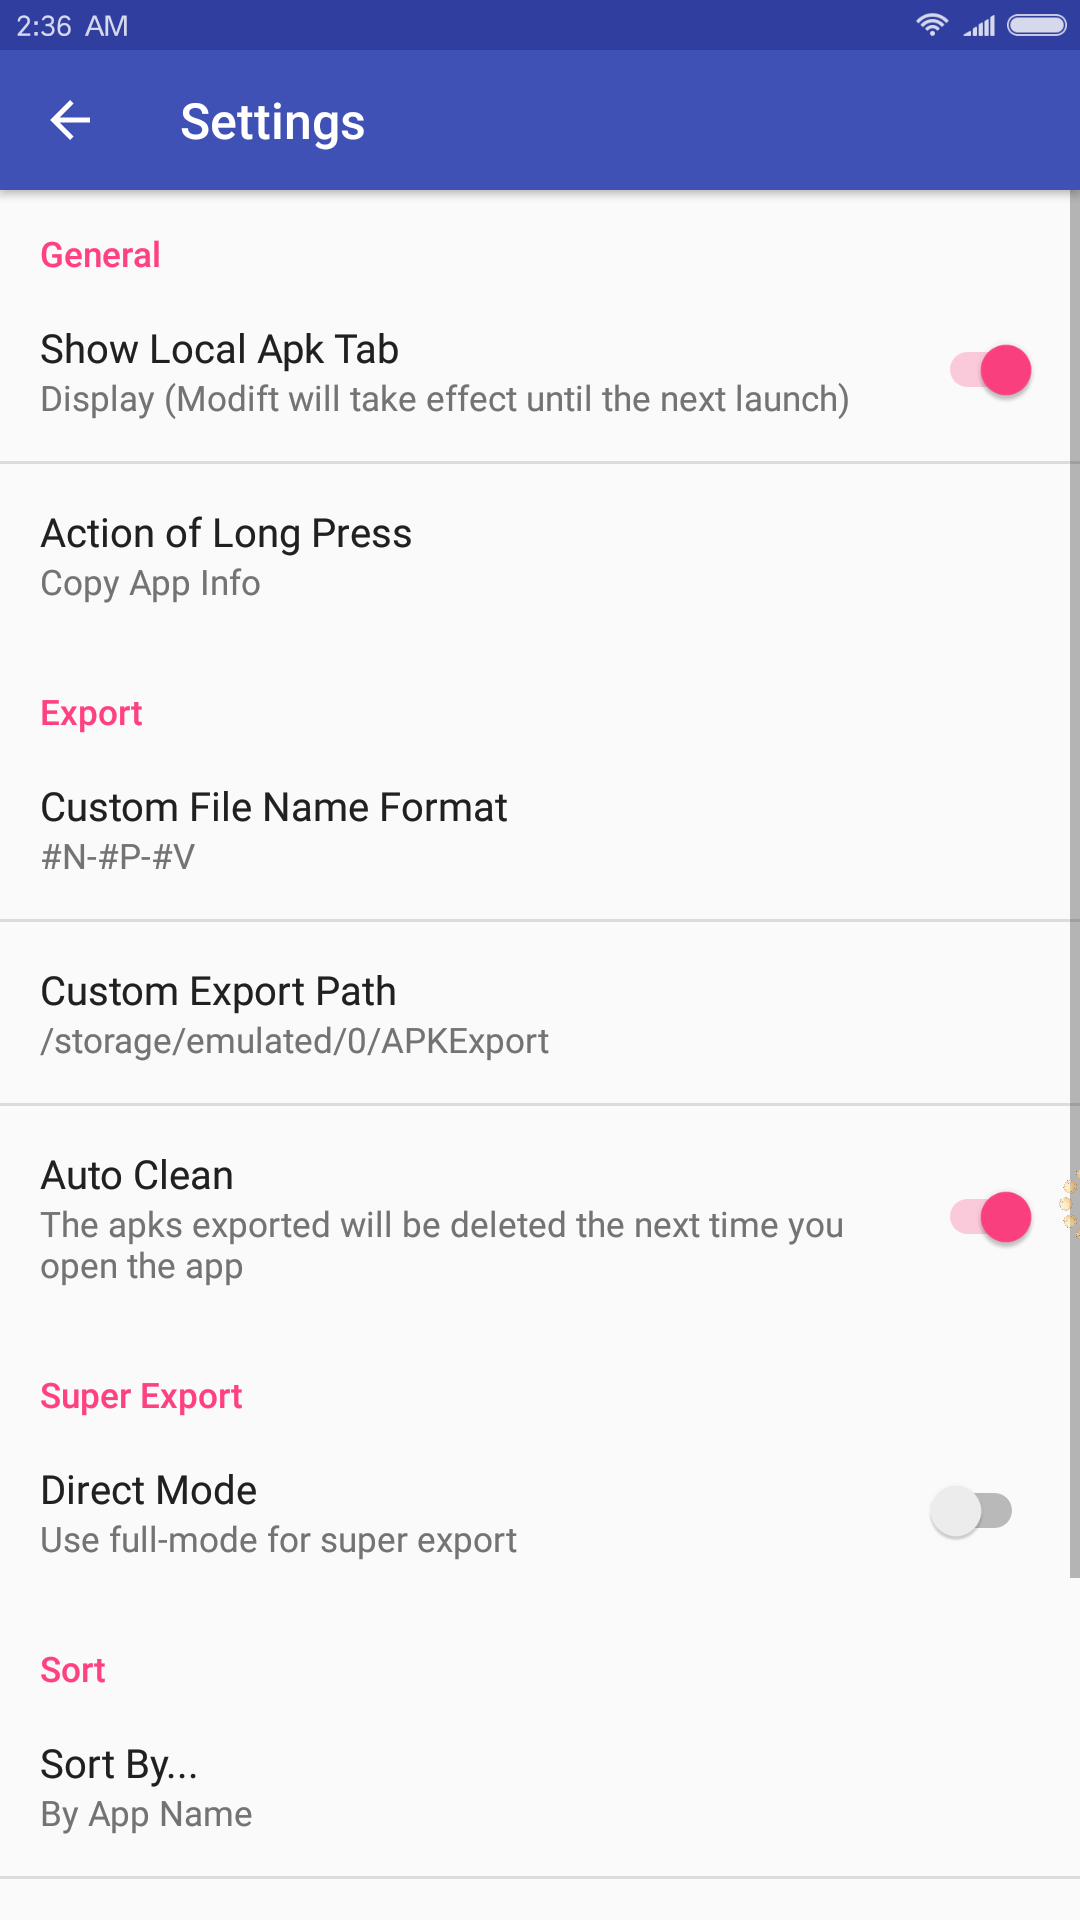 2:36 AM
Settings
General
Show Local Apk Tab
Display (Modift will take effect until the next launch)
Action of Long Press
Copy App Info
Export
Custom File Name Format
#N-#P-#V
Custom Export Path
/storage/emulated/0/APKExport
Auto Clean
The apks exported will be deleted the next time you
open the app
Super Export
Direct Mode
Use full-mode for super export
Sort
Sort By...
By App Name